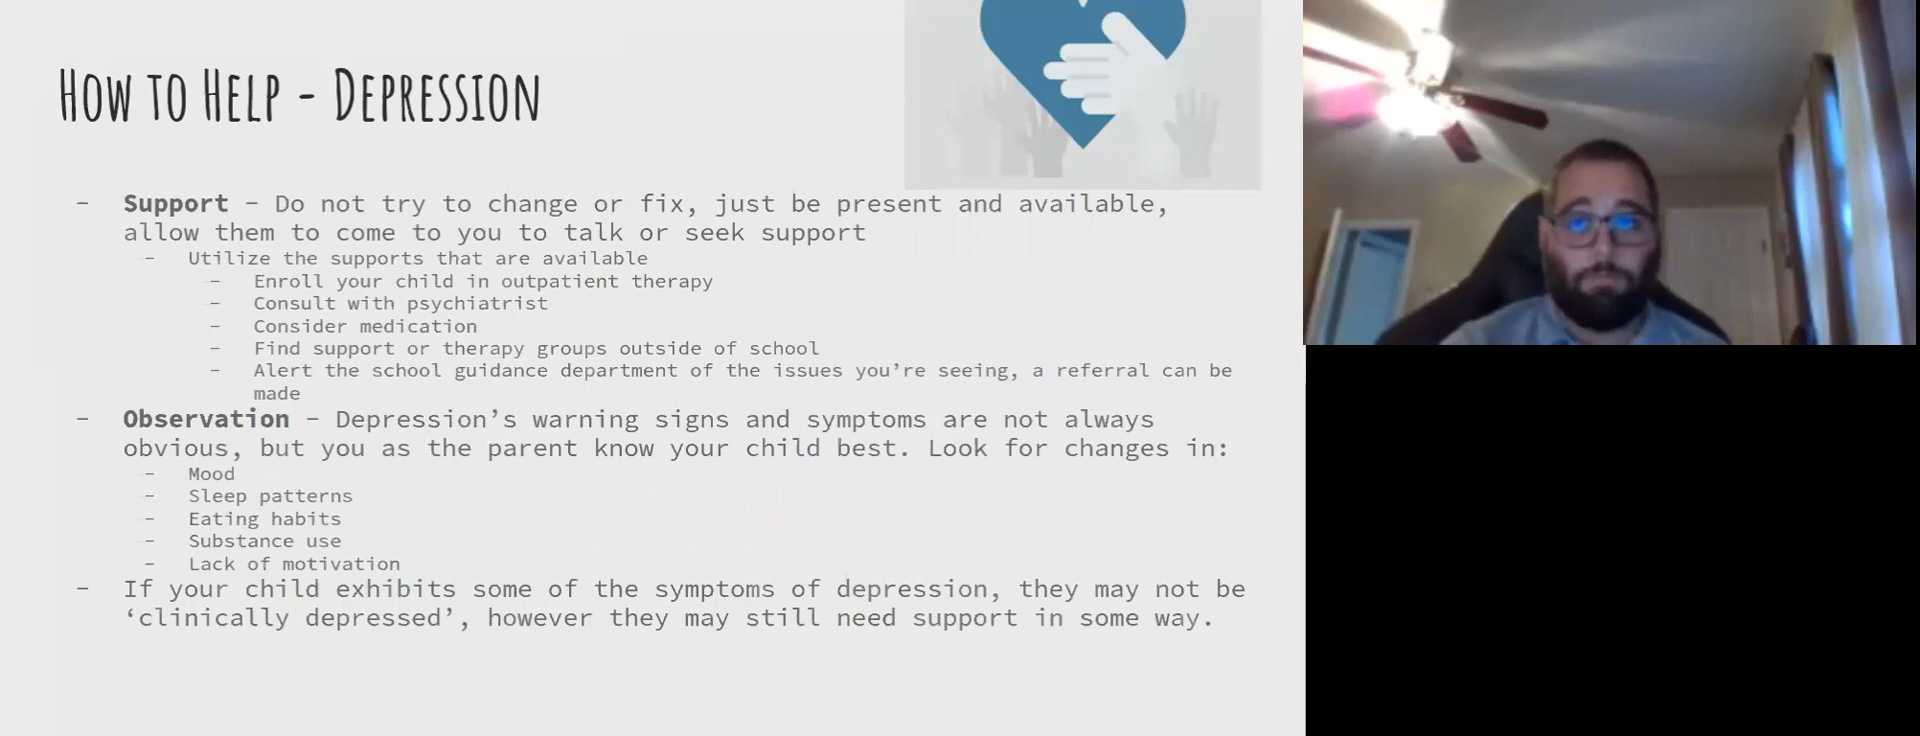 How to Help - Depression
- Support - Do not try to change or fix, just be present and available,
allow them to come to you to talk or seek support
- Utilize the supports that are available
- Enroll your child in outpatient therapy
- Consult with psychiatrist
- Consider medication
- Find support or therapy groups outside of school
- Alert the school guidance department of the issues you’re seeing, a referral can be
made
- Observation - Depression’s warning signs and symptoms are not always
obvious, but you as the parent know your child best. Look for changes in:
- Mood
- Sleep patterns
- Eating habits
- Substance use
- Lack of motivation
- If your child exhibits some of the symptoms of depression, they may not be
‘clinically depressed’, however they may still need support in some way.